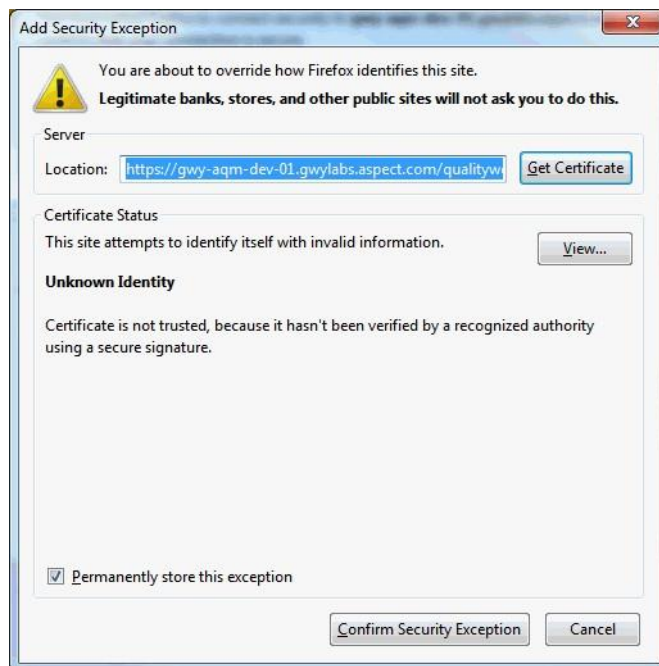 Add Security Exception
You are about to override how Firefox identifies this site.
Legitimate banks, stores, and other public sites will not ask you to do this.
Server
Location: https://gwy-aqm-dev-01.gwylabs.aspect.com/qualityw Get Certificate
Certificate Status
This site attempts to identify itself with invalid information. View...
Unknown Identity
Certificate is not trusted, because it hasn't been verified by a recognized authority
using a secure signature.
Permanently store this exception
Confirm Security Exception Cancel